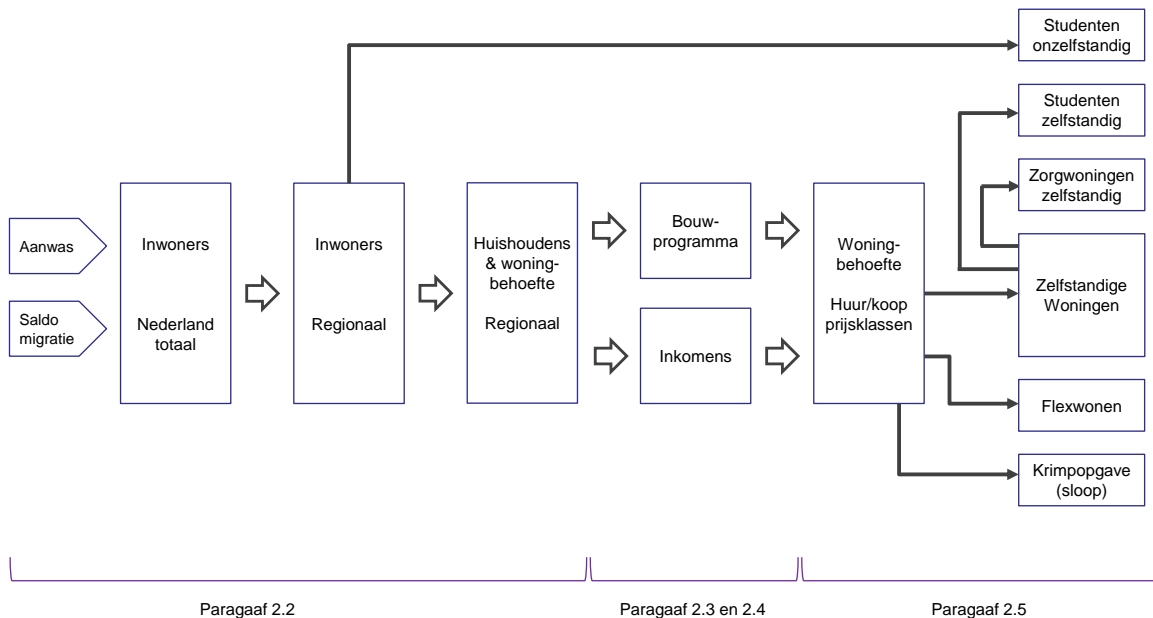 Studenten
onzelfstandig
Studenten
zelfstandig
Zorgwoningen
zelfstandig
Aanwas
Saldo
migratie
Inwoners
Nederland
totaal
Inwoners
Regionaal
Huishoudens
& woning-
behoefte
Regionaal
Bouw-
programma
Inkomens
Woning-
behoefte
Huur/koop
prijsklassen
Zelfstandige
Woningen
Flexwonen
Krimpopgave
(sloop)
Paragaaf 2.2
Paragaaf 2.3 en 2.4
Paragaaf 2.5